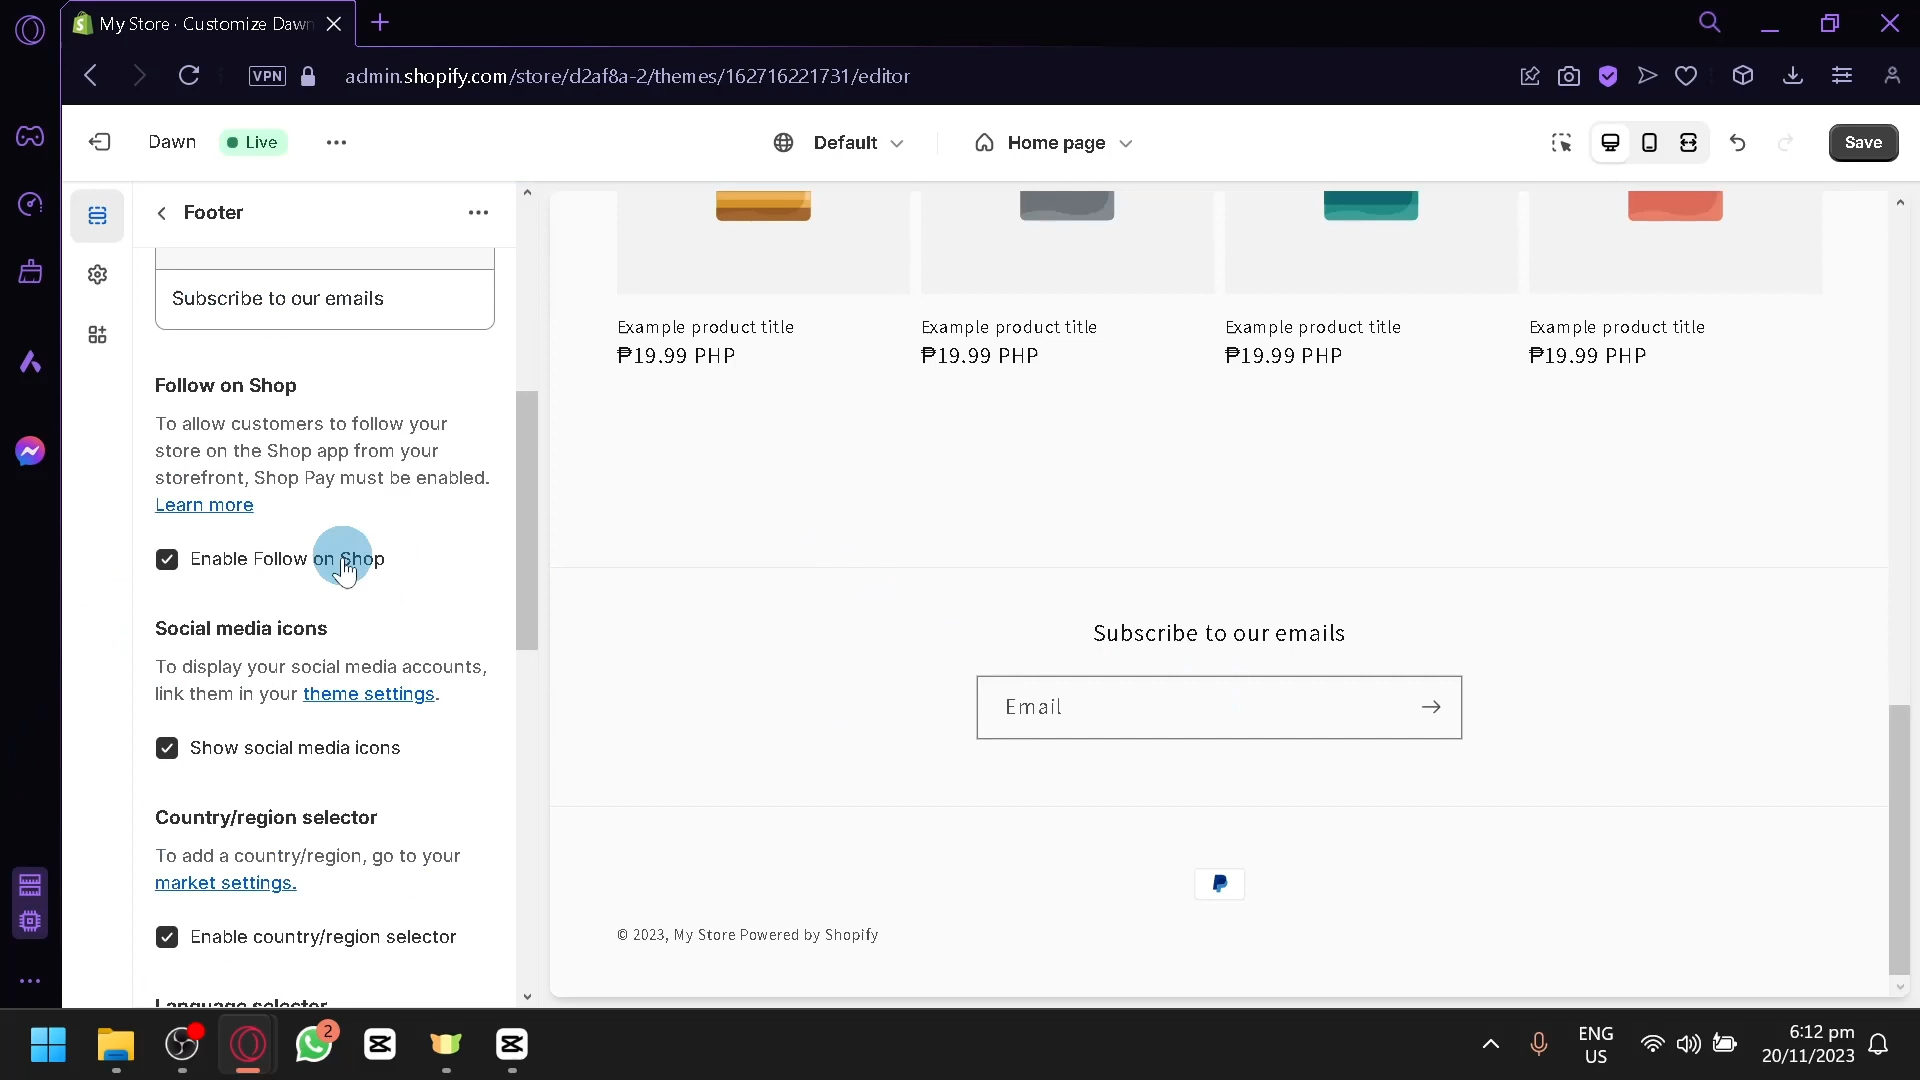 My Store · Customize Dawn
VPN
admin.shopify.com/store/d2af8a-2/themes/162716221731/editor
Dawn
Live
Default
Home page
Save
Footer
Subscribe to our emails
Follow on Shop
To allow customers to follow your
store on the Shop app from your
storefront, Shop Pay must be enabled.
Learn more
Enable Follow on Shop
Social media icons
To display your social media accounts,
link them in your theme settings.
Show social media icons
Country/region selector
To add a country/region, go to your
market settings.
Enable country/region selector
Language selector
Example product title
₱19.99 PHP
Example product title
₱19.99 PHP
Example product title
₱19.99 PHP
Example product title
₱19.99 PHP
Subscribe to our emails
Email
© 2023, My Store Powered by Shopify
2
ENG
US
6:12 pm
20/11/2023